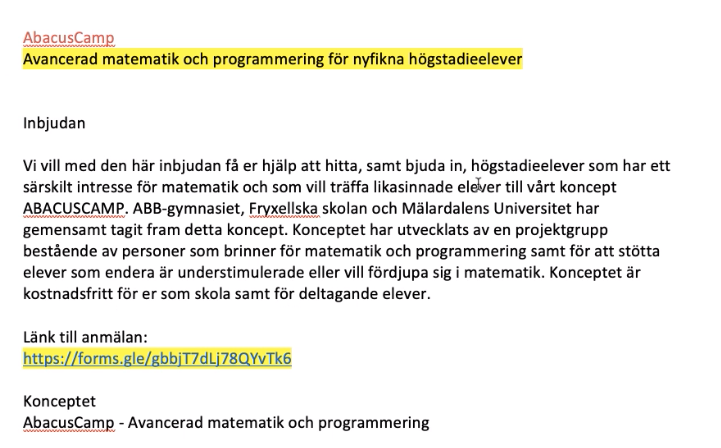 AbacusCamp
Avancerad matematik och programmering för nyfikna högstadieelever
Inbjudan
Vi vill med den här inbjudan få er hjälp att hitta, samt bjuda in, högstadieelever som har ett
särskilt intresse för matematik och som vill träffa likasinnade elever till vårt koncept
ABACUSCAMP. ABB-gymnasiet, Fryxellska skolan och Mälardalens Universitet har
gemensamt tagit fram detta koncept. Konceptet har utvecklats av en projektgrupp
bestående av personer som brinner för matematik och programmering samt för att stötta
elever som endera är understimulerade eller vill fördjupa sig i matematik. Konceptet är
kostnadsfritt för er som skola samt för deltagande elever.
Länk till anmälan:
https://forms.gle/gbbjT7dLj78QYvTk6
Konceptet
AbacusCamp - Avancerad matematik och programmering